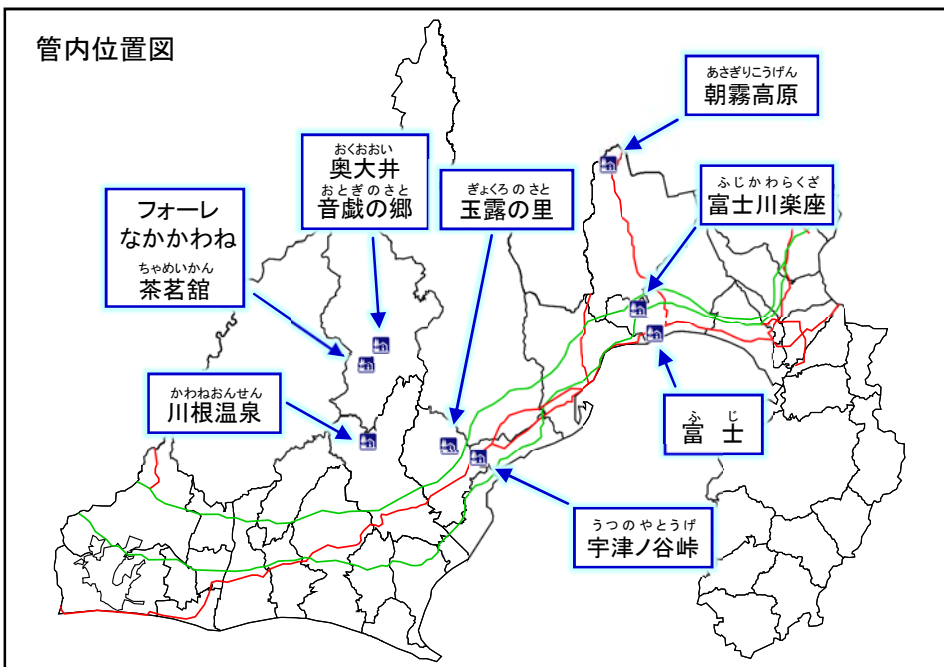 管内位置図
あさぎりこうげん
朝霧高原
おくおおい
奥大井
おとぎのさと
音戯の郷
ぎょくろのさと
玉露の里
ふじかわらくざ
富士川楽座
フォーレ
なかかわね
ちゃめいかん
茶茗舘
かわねおんせん
川根温泉
ふじ
富士
うつのやとうげ
宇津ノ谷峠